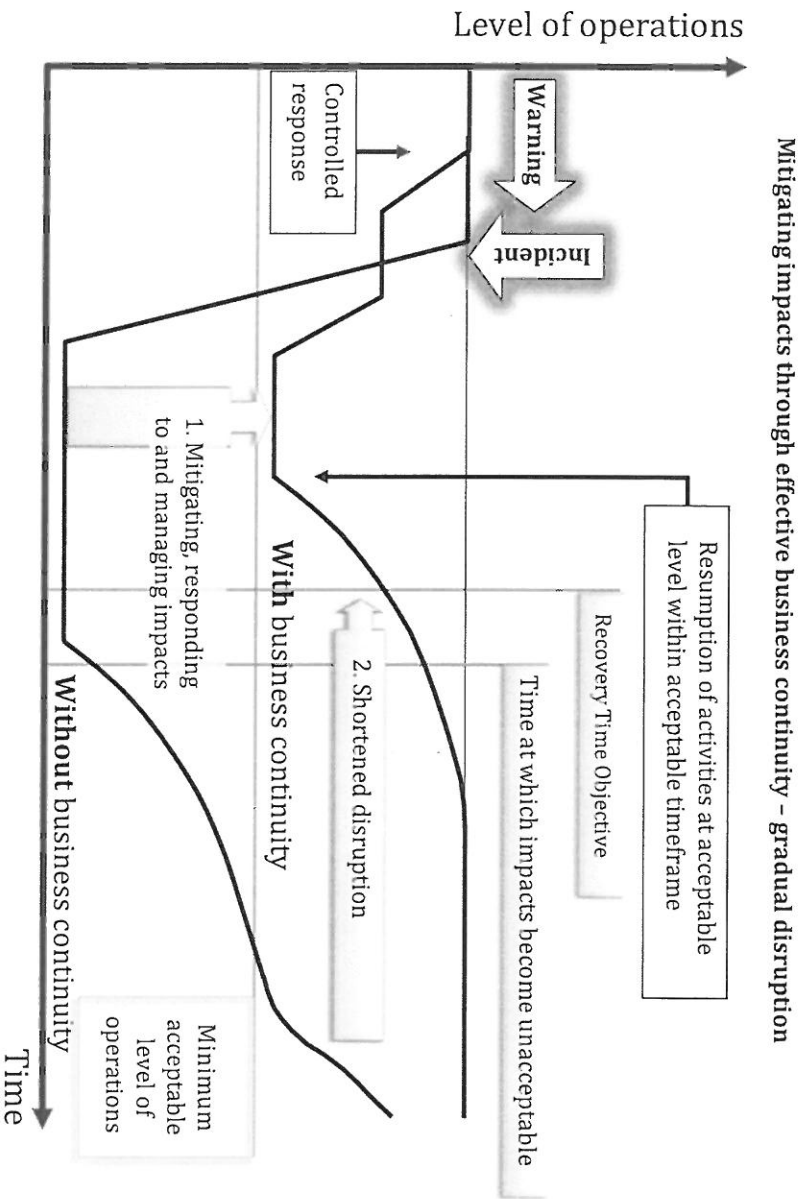 Mitigating impacts through effective business continuity – gradual disruption
Level of operations
Warning
Incident
Controlled
response
Resumption of activities at acceptable
level within acceptable timeframe
Recovery Time Objective
Time at which impacts become unacceptable
2. Shortened disruption
With business continuity
1. Mitigating, responding
to and managing impacts
Without business continuity
Minimum
acceptable
level of
operations
Time